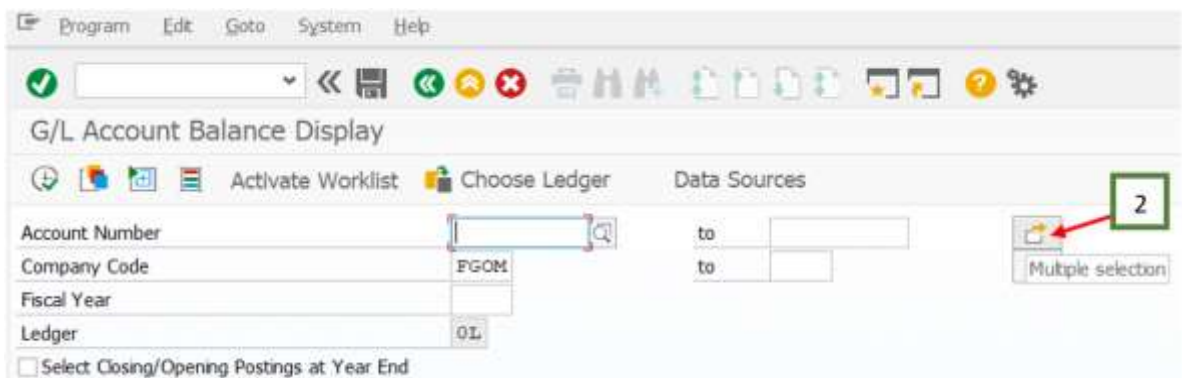 Program Edit Goto System Help
G/L Account Balance Display
Activate Worklist Choose Ledger Data Sources
2
Account Number to
Company Code FGOM to Multiple selection
Fiscal Year
Ledger 0L
Select Closing/Opening Postings at Year End